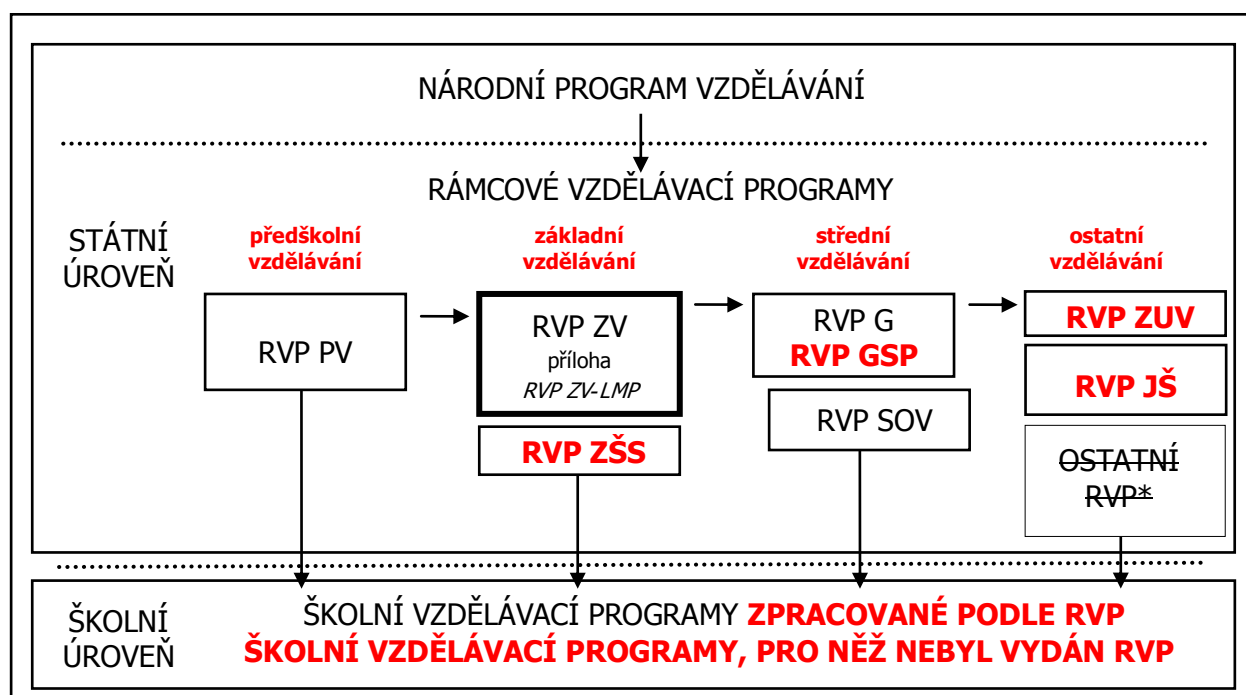 NÁRODNÍ PROGRAM VZDĚLÁVÁNÍ
RÁMCOVÉ VZDĚLÁVACÍ PROGRAMY
STÁTNÍ
ÚROVEŇ
předškolní
vzdělávání
základní
vzdělávání
střední
vzdělávání
ostatní
vzdělávání
RVP PV
RVP ZV
příloha
RVP ZV-LMP
RVP ZŠS
RVP G
RVP GSP
RVP SOV
RVP ZUV
RVP JŠ
OSTATNÍ
RVP*
ŠKOLNÍ
ÚROVEŇ
ŠKOLNÍ VZDĚLÁVACÍ PROGRAMY ZPRACOVANÉ PODLE RVP
ŠKOLNÍ VZDĚLÁVACÍ PROGRAMY, PRO NĚŽ NEBYL VYDÁN RVP